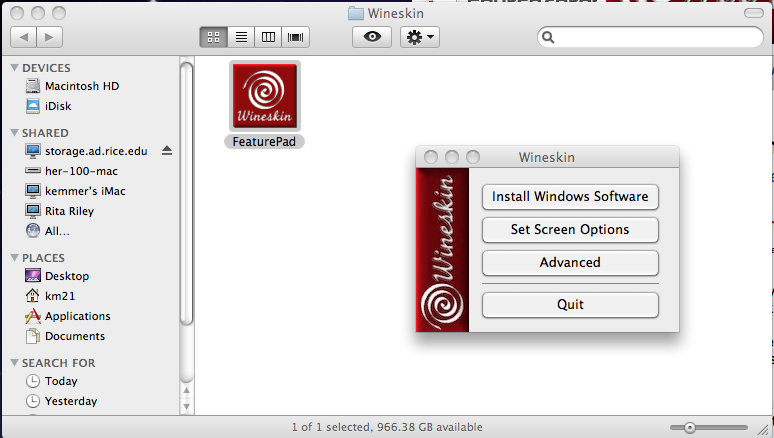 Wineskin
DEVICES
Macintosh HD
iDisk
SHARED
storage.ad.rice.edu
her-100-mac
kemmer's iMac
Rita Riley
All...
PLACES
Desktop
km21
Applications
Documents
SEARCH FOR
Today
Yesterday
Wineskin
FeaturePad
Wineskin
Wineskin
Install Windows Software
Set Screen Options
Advanced
Quit
1 of 1 selected, 966.38 GB available